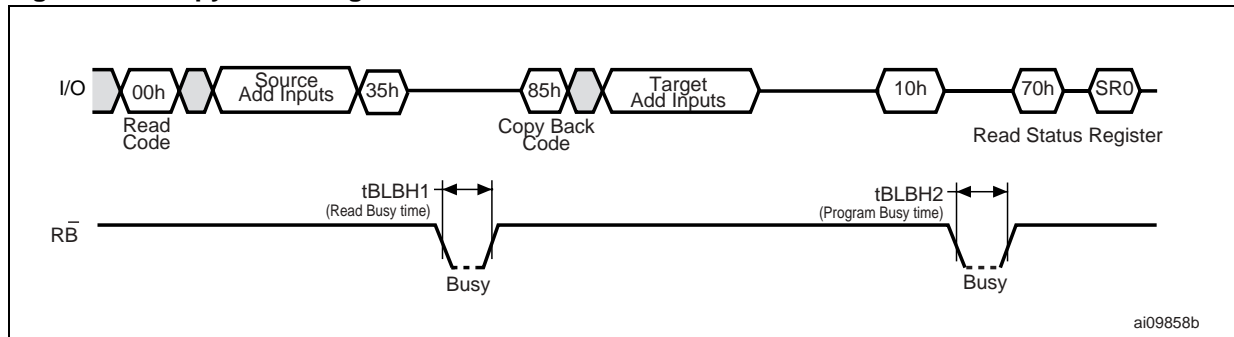 I/O
00h
Source
Add Inputs
35h
85h
Target
Add Inputs
10h
70h
SR0
Read
Code
Copy Back
Code
Read Status Register
tBLBH1
(Read Busy time)
tBLBH2
(Program Busy time)
RB̅
Busy
Busy
ai09858b